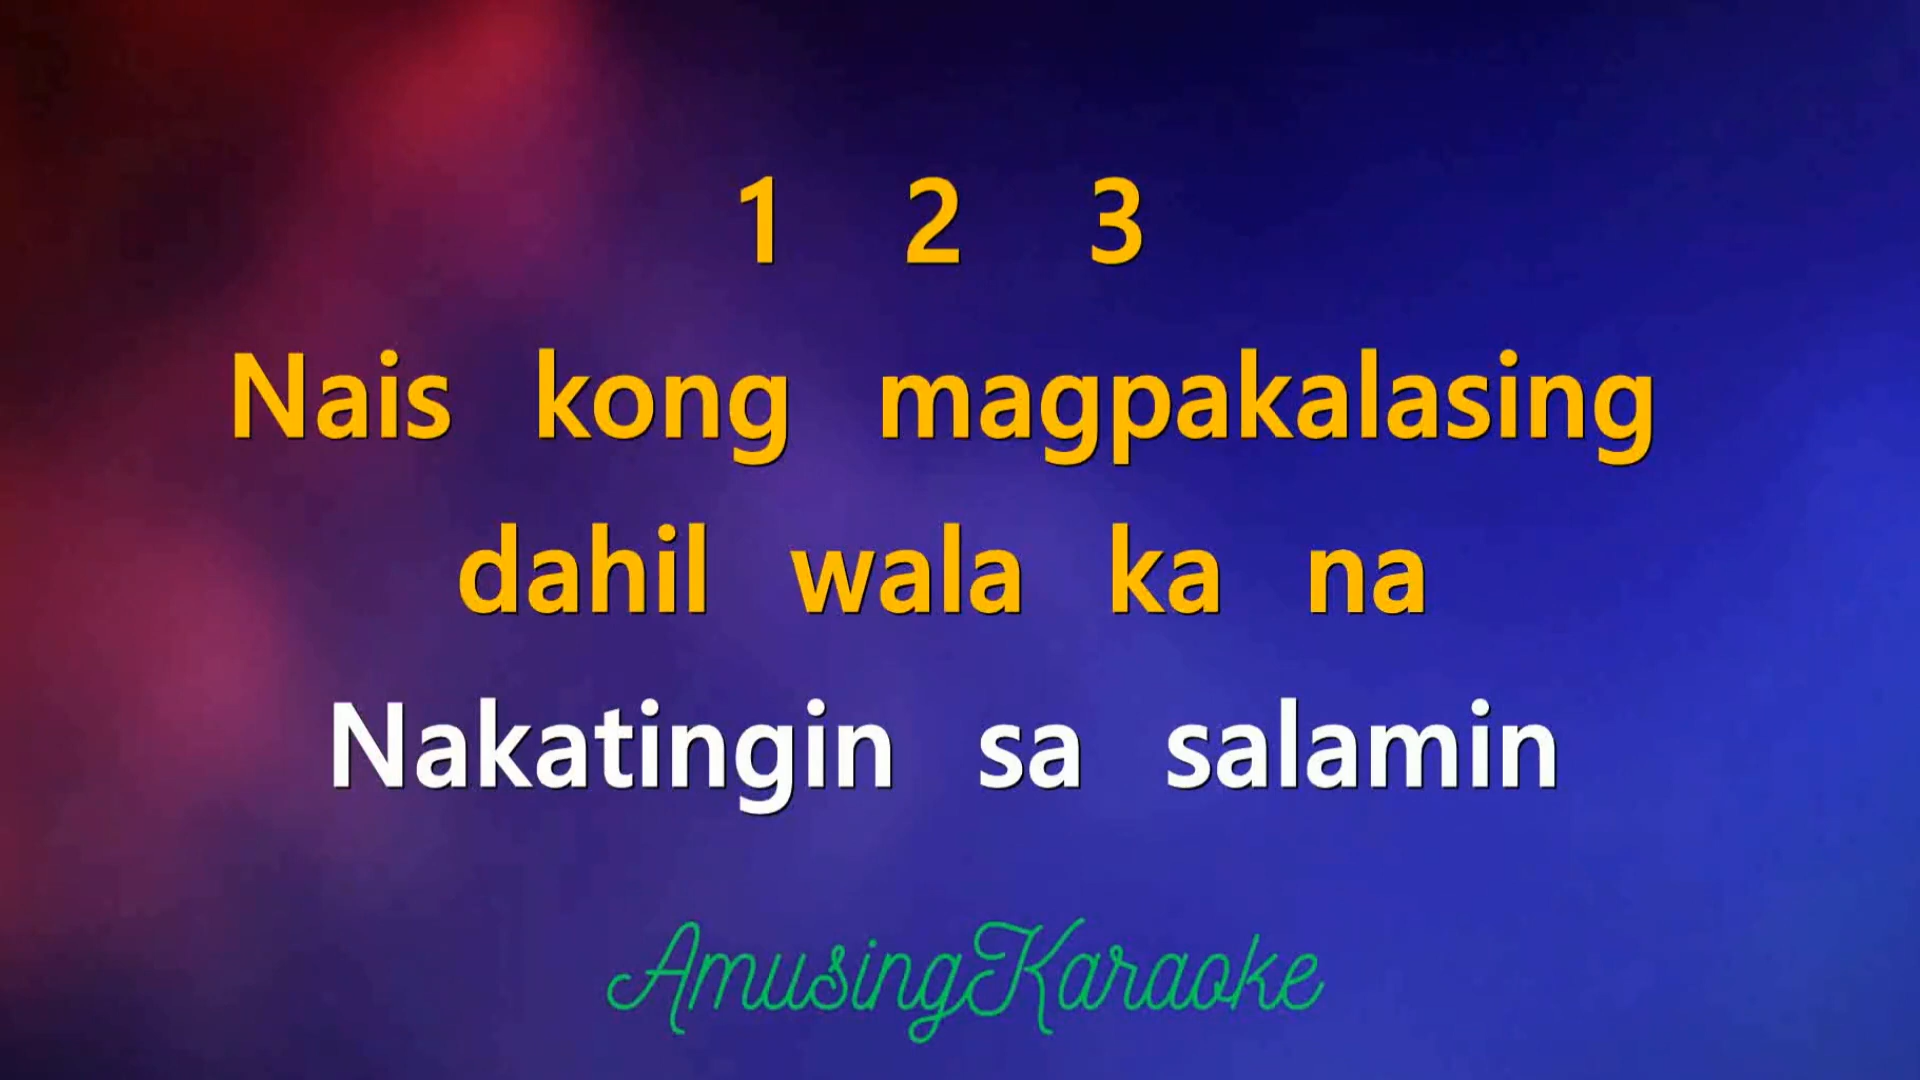 1 2 3
Nais kong magpakalasing
dahil wala ka na
Nakatingin sa salamin
AmusingKaraoke